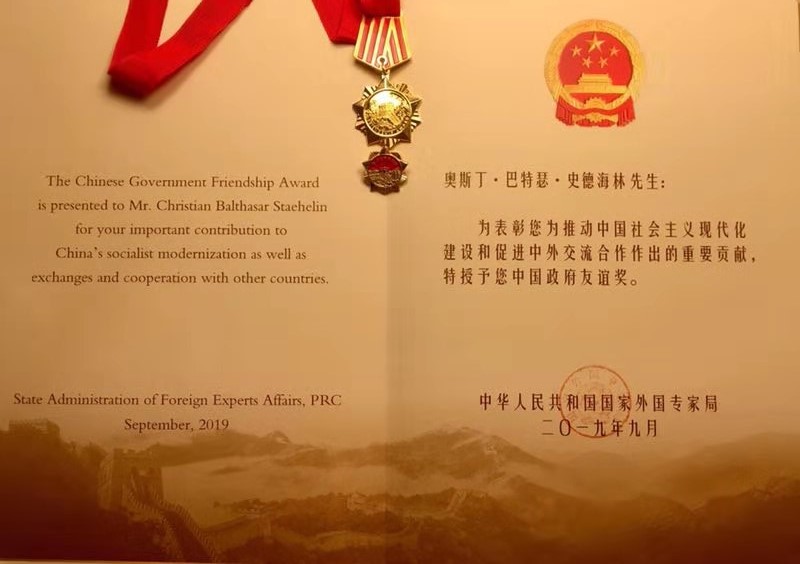 The Chinese Government Friendship Award
is presented to Mr. Christian Balthasar Staehelin
for your important contribution to
China's socialist modernization as well as
exchanges and cooperation with other countries.
State Administration of Foreign Experts Affairs, PRC
September, 2019
奥斯丁·巴特瑟·史德海林先生:
为表彰您为推动中国社会主义现代化
建设和促进中外交流合作作出的重要贡献,
特授予您中国政府友谊奖。
中华人民共和国国家外国专家局
二〇一九年九月